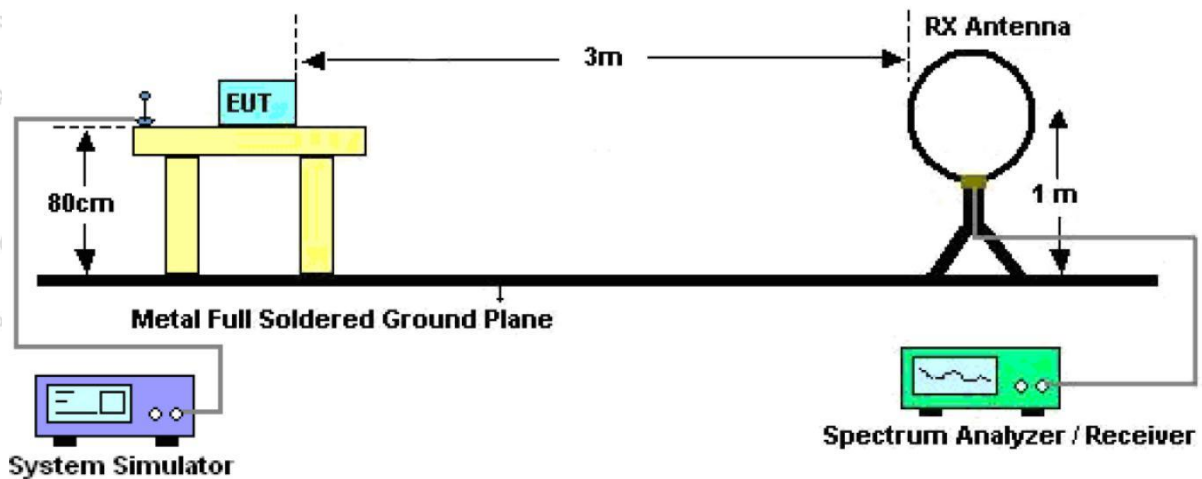 RX Antenna
3m
EUT
80cm
1 m
Metal Full Soldered Ground Plane
System Simulator
Spectrum Analyzer / Receiver